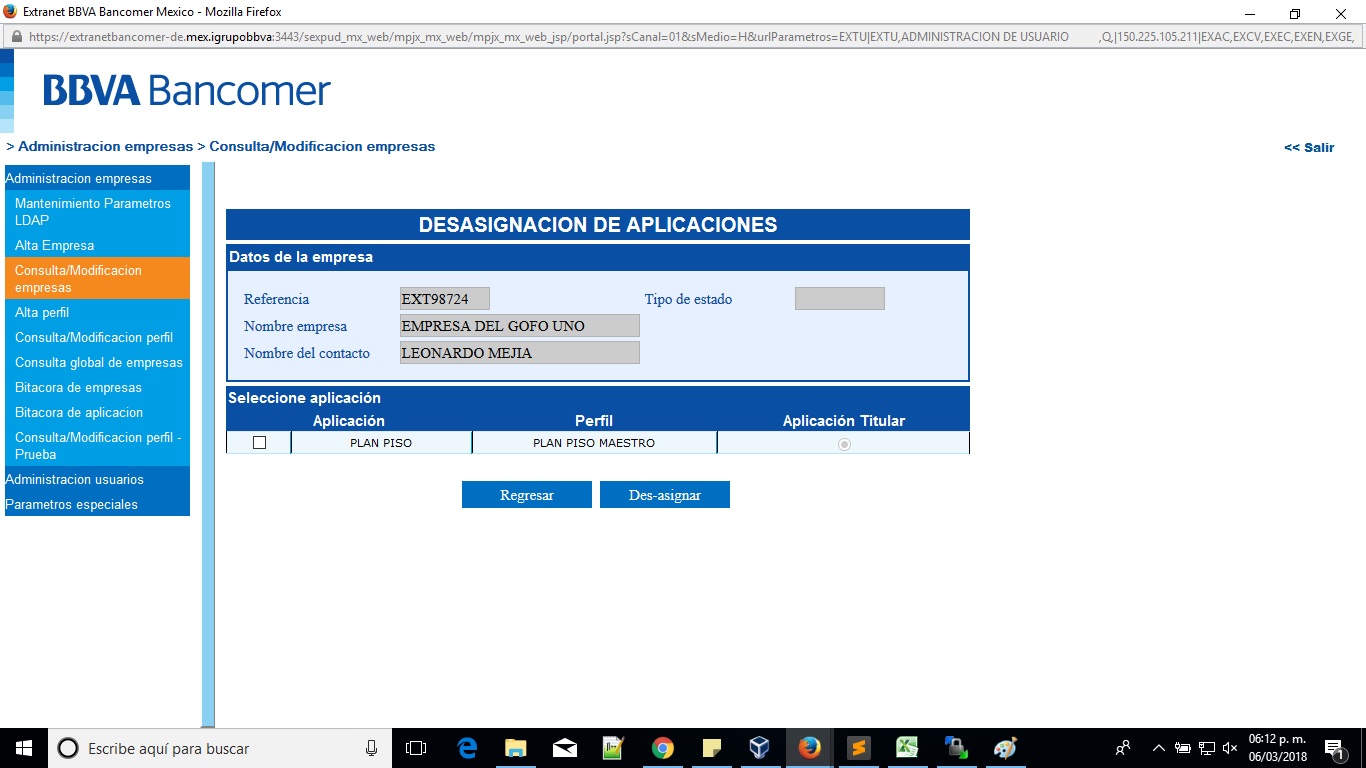 Extranet BBVA Bancomer Mexico - Mozilla Firefox
https://extranetbancomer-de.mex.igrupobbva:3443/sexpud_mx_web/mpjx_mx_web/mpjx_mx_web_jsp/portal.jsp?sCanal=01&sMedio=H&urlParametros=EXTU|EXTU,ADMINISTRACION DE USUARIO ,Q,|150.225.105.211|EXAC,EXCV,EXEC,EXEN,EXGE,
BBVA Bancomer
> Administracion empresas > Consulta/Modificacion empresas
<< Salir
Administracion empresas
Mantenimiento Parametros
LDAP
Alta Empresa
Consulta/Modificacion
empresas
Alta perfil
Consulta/Modificacion perfil
Consulta global de empresas
Bitacora de empresas
Bitacora de aplicacion
Consulta/Modificacion perfil -
Prueba
Administracion usuarios
Parametros especiales
DESASIGNACION DE APLICACIONES
Datos de la empresa
Referencia EXT98724 Tipo de estado
Nombre empresa EMPRESA DEL GOFO UNO
Nombre del contacto LEONARDO MEJIA
Seleccione aplicación
Aplicación Perfil Aplicación Titular
PLAN PISO PLAN PISO MAESTRO
Regresar Des-asignar
Escribe aquí para buscar
06:12 p. m.
06/03/2018
1